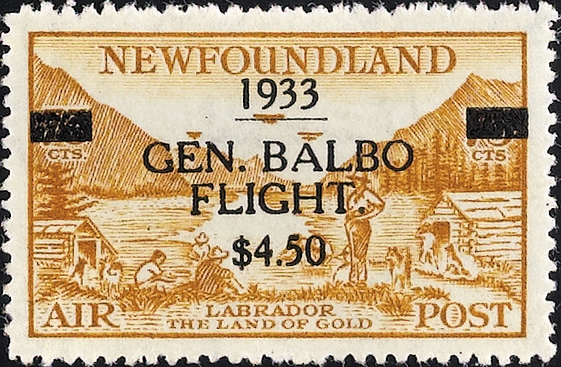 NEWFOUNDLAND
1933
CTS.
CTS
GEN. BALBO
FLIGHT
$4.50
LABRADOR
AIR THE LAND OF GOLD POST